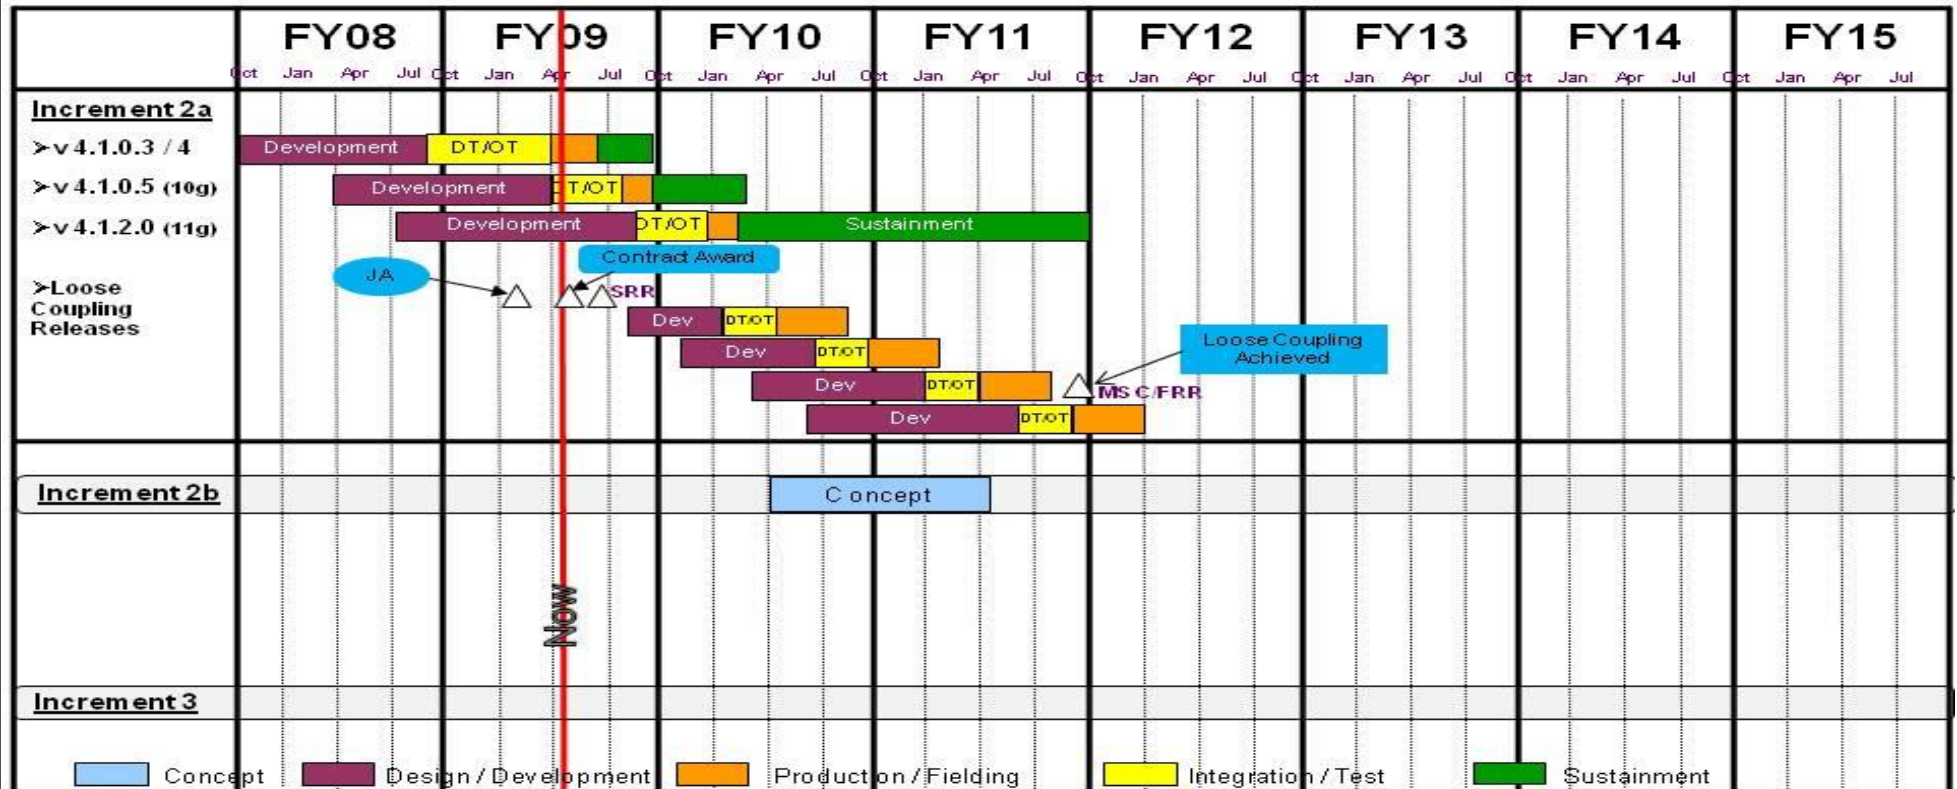 FY08 FY09 FY10 FY11 FY12 FY13 FY14 FY15
Oct Jan Apr Jul Oct Jan Apr Jul Oct Jan Apr Jul Oct Jan Apr Jul Oct Jan Apr Jul Oct Jan Apr Jul Oct Jan Apr Jul Oct Jan Apr Jul
Increment 2a
➢v 4.1.0.3 / 4 Development DT/OT
➢v 4.1.0.5 (10g) Development DT/OT
➢v 4.1.2.0 (11g) Development DT/OT Sustainment
Contract Award
JA
➢Loose
Coupling
Releases
SRR
Dev DT/OT
Loose Coupling
Achieved
Dev DT/OT
Dev DT/OT
MSC/FRR
Dev DT/OT
Increment 2b Concept
Now
Increment 3
Concept Design / Development Production / Fielding Integration / Test Sustainment